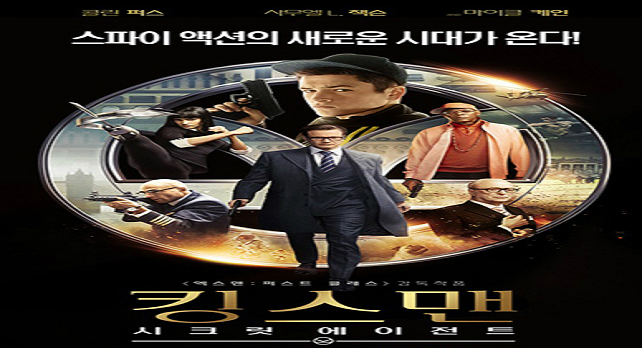 콜린 퍼스 사무엘 L. 잭슨 AND 마이클 케인
스파이 액션의 새로운 시대가 온다!
<엑스맨: 퍼스트 클래스> 감독작품
킹스맨
시크릿 에이전트